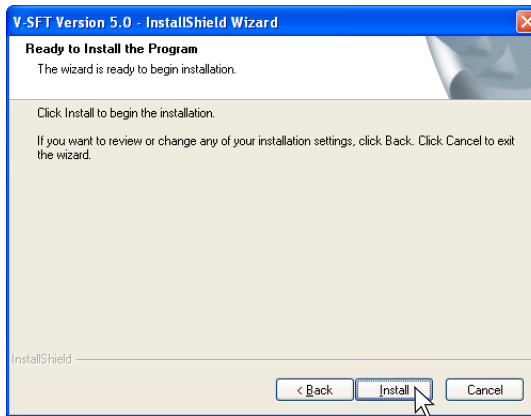 V-SFT Version 5.0 - InstallShield Wizard
Ready to Install the Program
The wizard is ready to begin installation.
Click Install to begin the installation.
If you want to review or change any of your installation settings, click Back. Click Cancel to exit
the wizard.
InstallShield
< Back
Install
Cancel